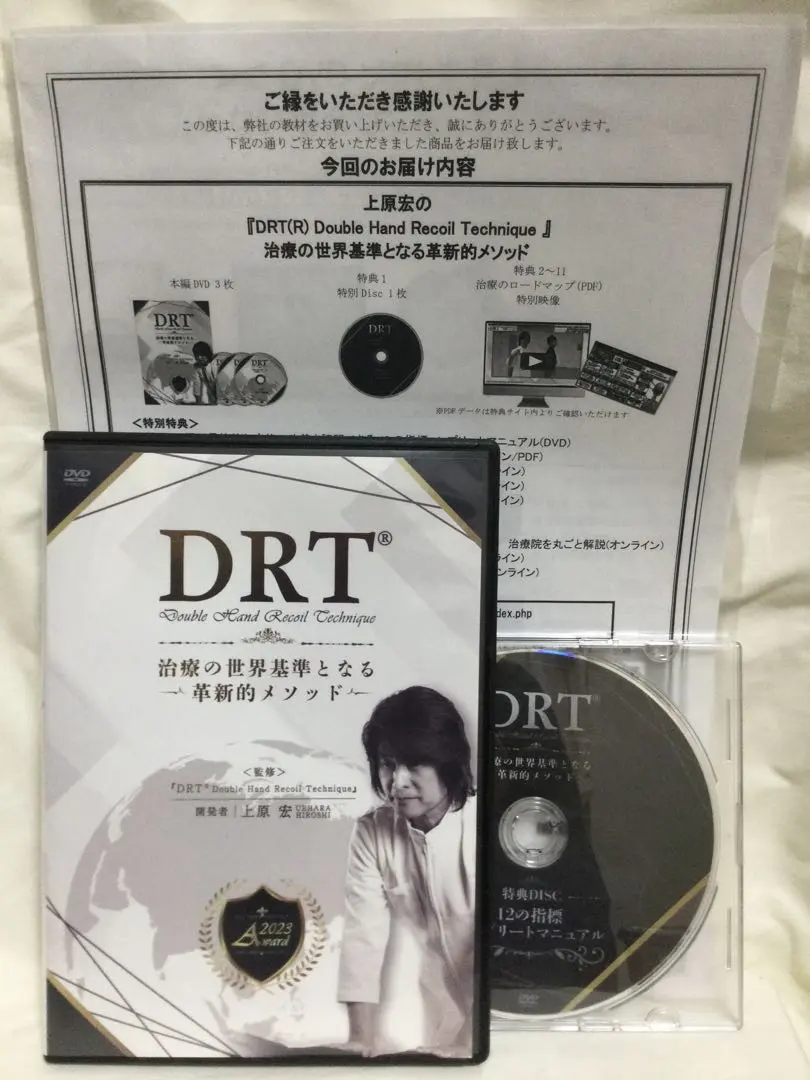 ご縁をいただき感謝いたします
この度は、弊社の教材をお買い上げいただき、誠にありがとうございます。
下記の通りご注文をいただきました商品をお届け致します。
今回のお届け内容
上原宏の
『DRT(R) Double Hand Recoil Technique 』
治療の世界基準となる革新的メソッド
本編DVD 3枚
特典1
特別Disc 1枚
特典2～11
治療のロードマップ(PDF)
特別映像
DRT
DRT
※PDFデータは特典サイト内よりご確認いただけます
＜特別特典＞
マニュアル(DVD)
ン/PDF)
イン)
イン)
イン)
治療院を丸ごと解説(オンライン)
ライン)
ンライン)
dex.php
DVD
DRT®
Double Hand Recoil Technique
治療の世界基準となる
革新的メソッド
＜監修＞
『DRT® Double Hand Recoil Technique』
開発者 | 上原 宏 UEHARA HIROSHI
2023
Award
DRT®
療の世界基準となる
革新的メソッド
特典DISC
12の指標
リートマニュアル
DVD